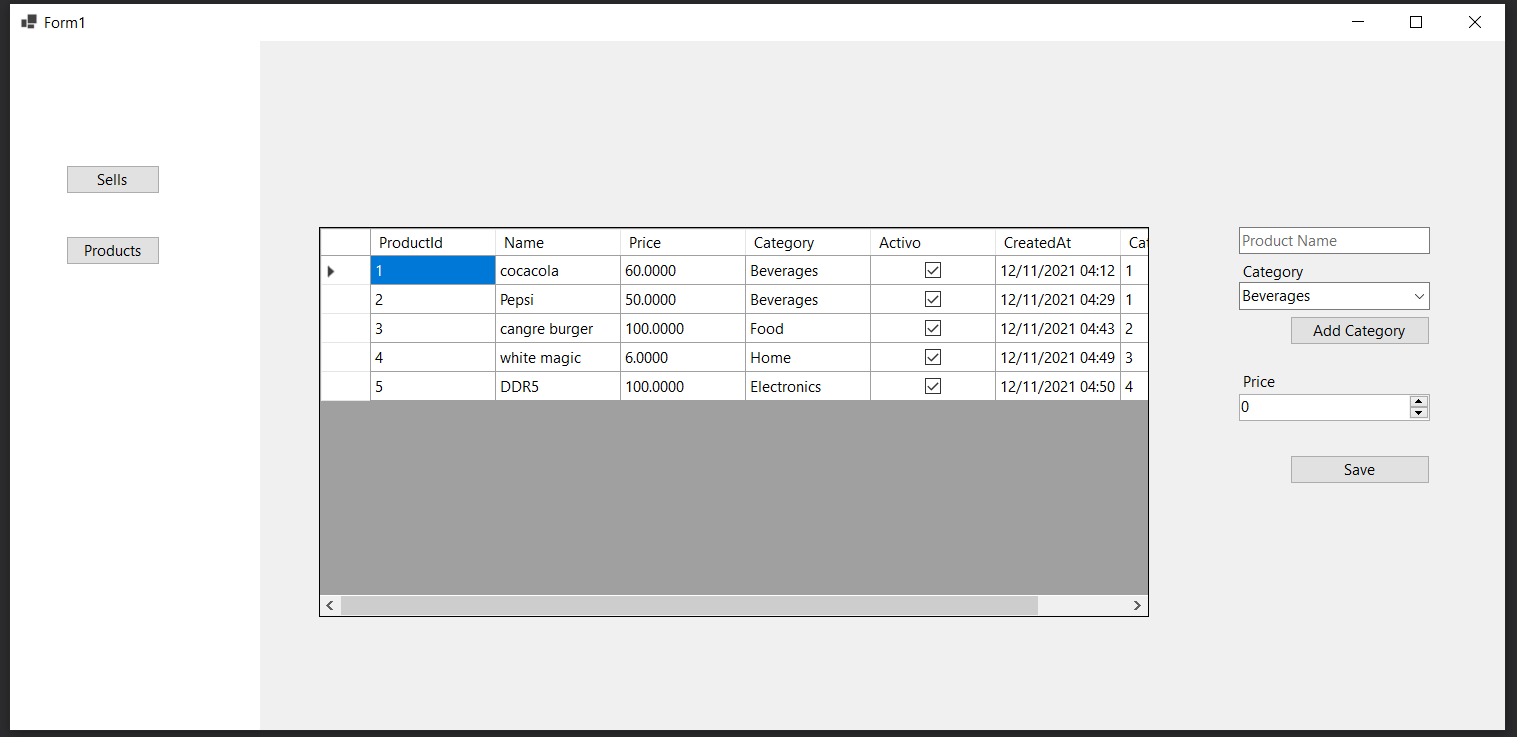 Form1
Sells
Products
ProductId Name Price Category Activo CreatedAt
1 cocacola 60.0000 Beverages 12/11/2021 04:12 1
2 Pepsi 50.0000 Beverages 12/11/2021 04:29 1
3 cangre burger 100.0000 Food 12/11/2021 04:43 2
4 white magic 6.0000 Home 12/11/2021 04:49 3
5 DDR5 100.0000 Electronics 12/11/2021 04:50 4
Product Name
Category
Beverages
Add Category
Price
0
Save